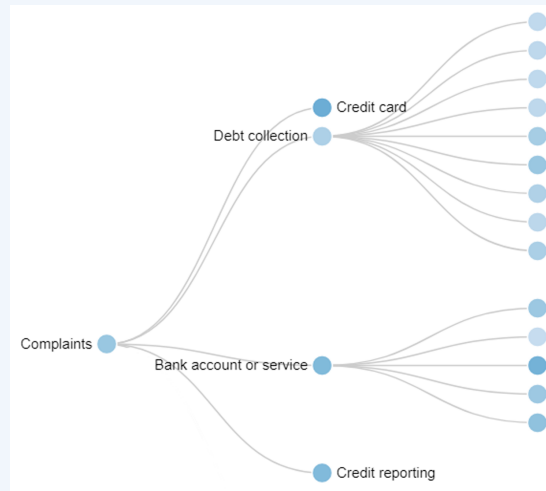 Credit card
Debt collection
Complaints
Bank account or service
Credit reporting